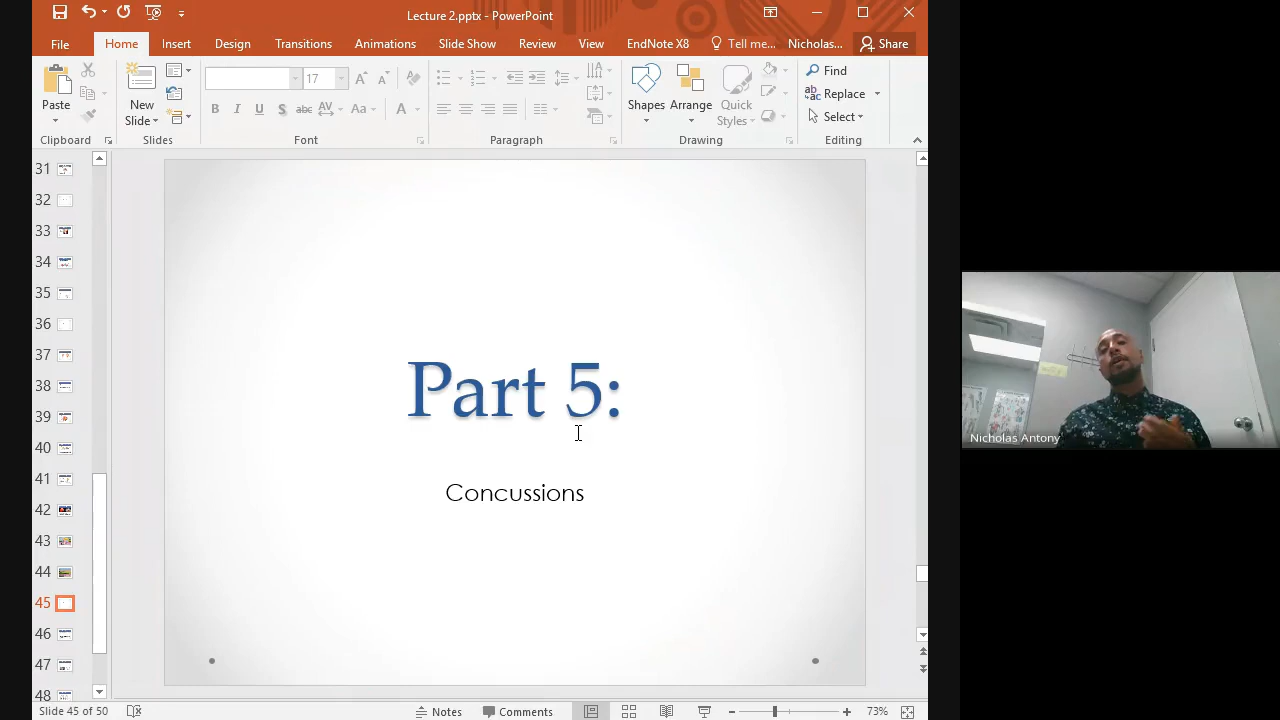 Lecture 2.pptx - PowerPoint
File
Home
Insert
Design
Transitions
Animations
Slide Show
Review
View
EndNote X8
Tell me...
Nicholas...
Share
Paste
New
Slide
17
B I U S abc AV Aa A
Shapes
Arrange
Quick
Styles
Find
Replace
Select
Clipboard
Slides
Font
Paragraph
Drawing
Editing
31
32
33
34
35
36
37
38
39
40
41
42
43
44
45
46
47
48
Part 5:
Concussions
Nicholas Antony
Slide 45 of 50
Notes
Comments
73%